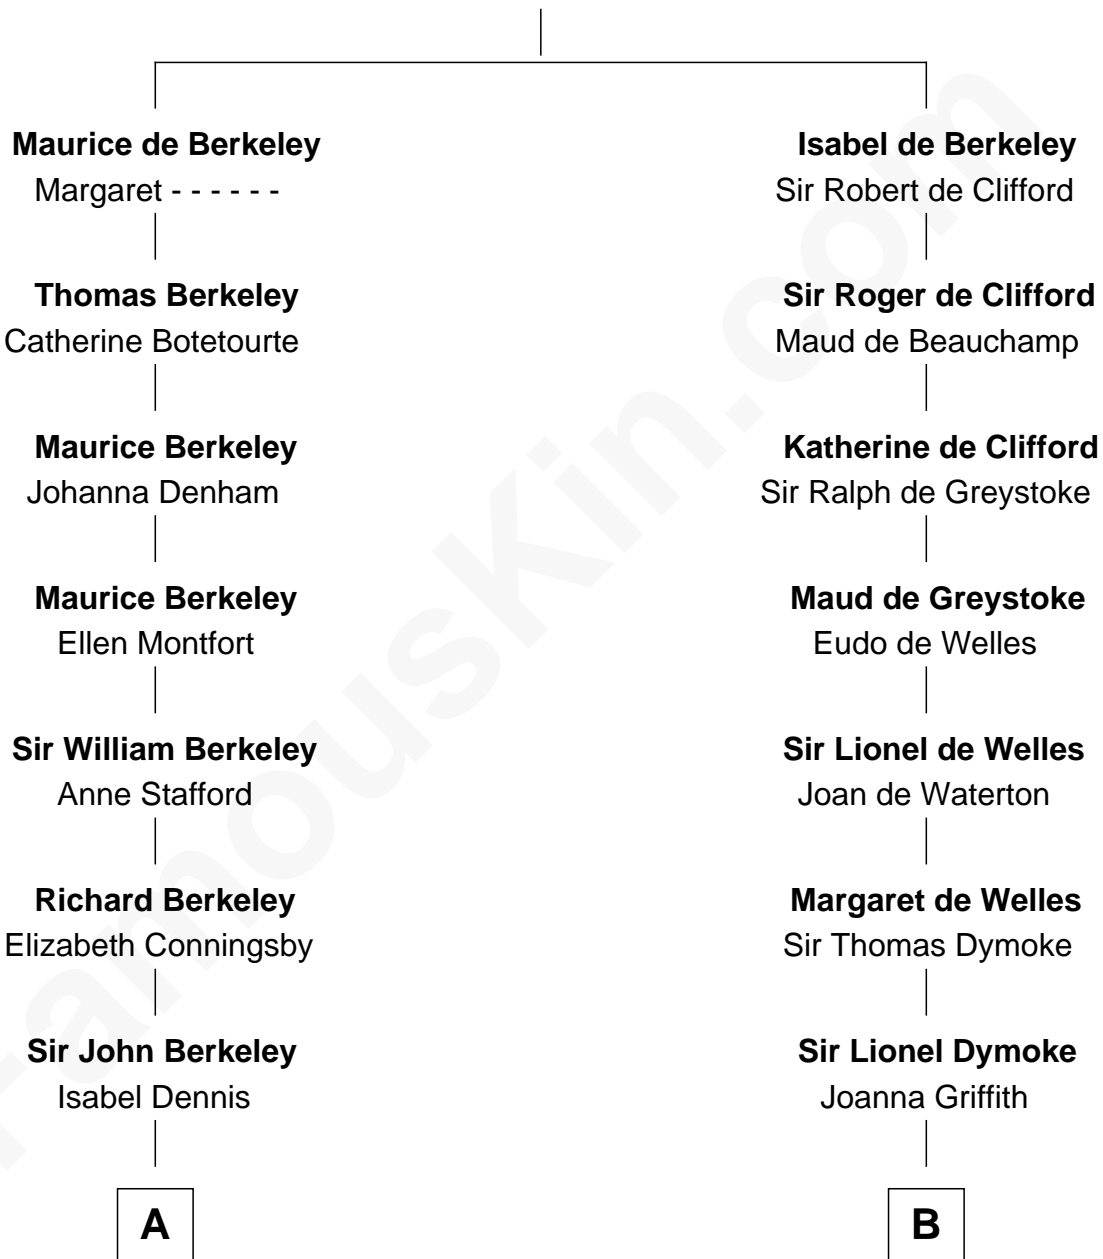 Maurice de Berkeley
Margaret - - - - - -
Isabel de Berkeley
Sir Robert de Clifford
Thomas Berkeley
Catherine Botetourte
Sir Roger de Clifford
Maud de Beauchamp
Maurice Berkeley
Johanna Denham
Katherine de Clifford
Sir Ralph de Greystoke
Maurice Berkeley
Ellen Montfort
Maud de Greystoke
Eudo de Welles
Sir William Berkeley
Anne Stafford
Sir Lionel de Welles
Joan de Waterton
Richard Berkeley
Elizabeth Conningsby
Margaret de Welles
Sir Thomas Dymoke
Sir John Berkeley
Isabel Dennis
Sir Lionel Dymoke
Joanna Griffith
A
B
FamousKin.com